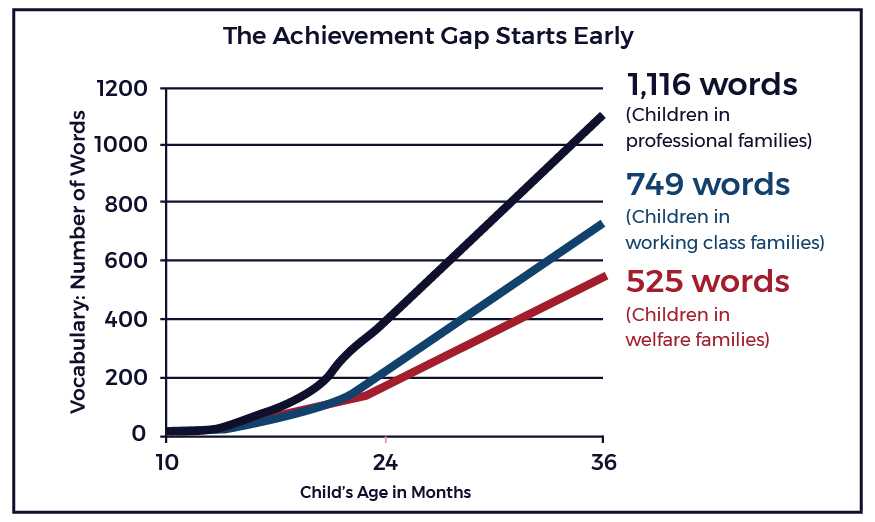 The Achievement Gap Starts Early
Vocabulary: Number of Words
1200
1000
800
600
400
200
0
10
24
36
Child's Age in Months
1,116 words
(Children in
professional families)
749 words
(Children in
working class families)
525 words
(Children in
welfare families)